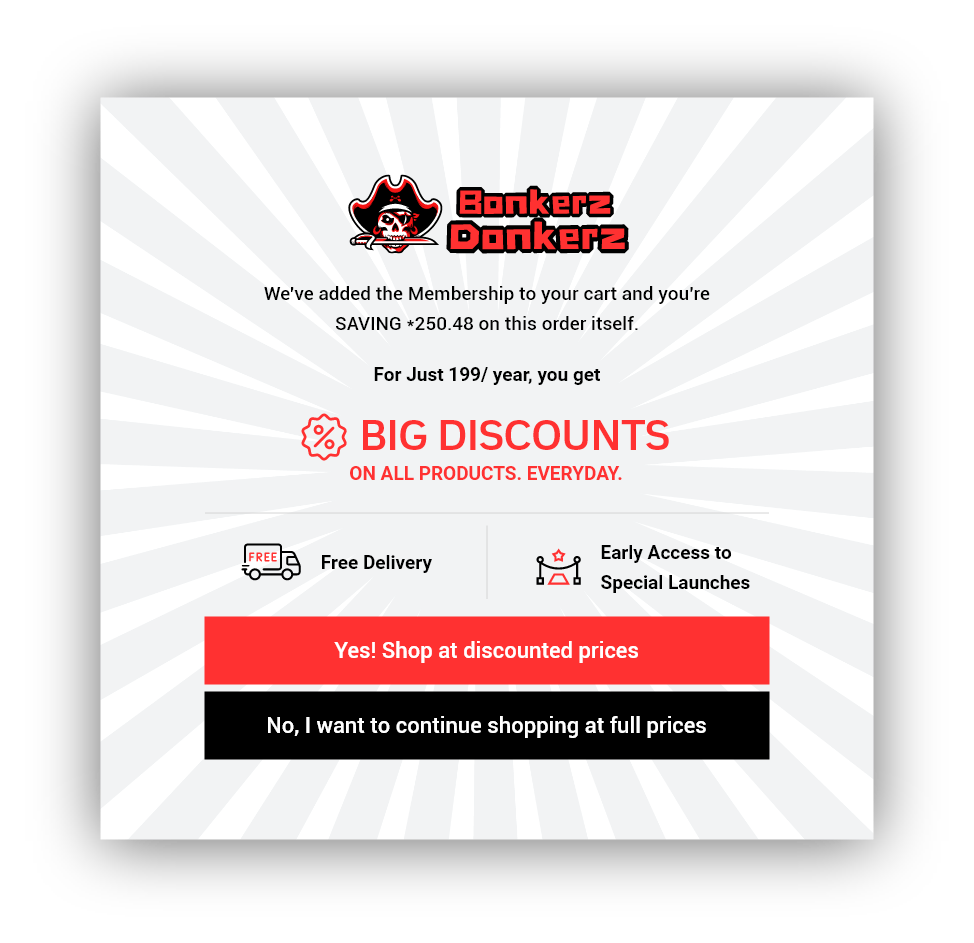 Bonkerz
Donkerz
We've added the Membership to your cart and you're
SAVING *250.48 on this order itself.
For Just 199/ year, you get
BIG DISCOUNTS
ON ALL PRODUCTS. EVERYDAY.
FREE
Free Delivery
Early Access to
Special Launches
Yes! Shop at discounted prices
No, I want to continue shopping at full prices